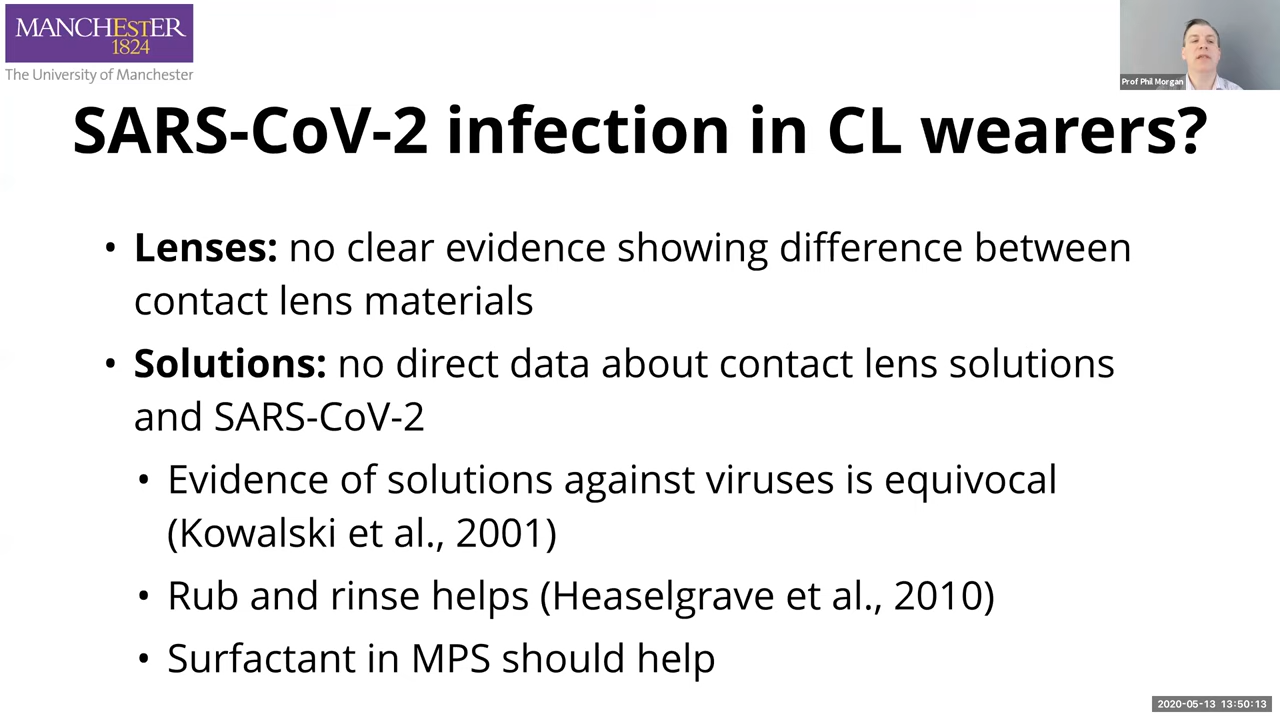 MANCHESTER
1824
The University of Manchester
Prof Phil Morgan
SARS-CoV-2 infection in CL wearers?
• Lenses: no clear evidence showing difference between
contact lens materials
• Solutions: no direct data about contact lens solutions
and SARS-CoV-2
• Evidence of solutions against viruses is equivocal
(Kowalski et al., 2001)
• Rub and rinse helps (Heaselgrave et al., 2010)
• Surfactant in MPS should help
2020-05-13 13:50:13